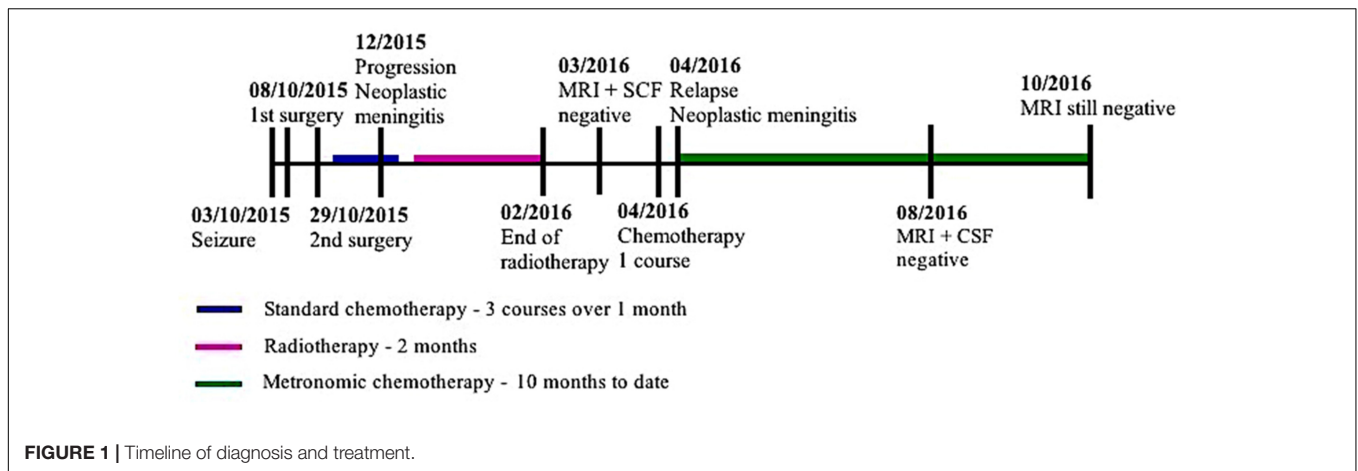 12/2015
Progression
Neoplastic
meningitis
08/10/2015
1st surgery
03/2016
MRI + SCF
negative
04/2016
Relapse
Neoplastic meningitis
10/2016
MRI still negative
03/10/2015
Seizure
29/10/2015
2nd surgery
02/2016
End of
radiotherapy
04/2016
Chemotherapy
1 course
08/2016
MRI + CSF
negative
Standard chemotherapy - 3 courses over 1 month
Radiotherapy - 2 months
Metronomic chemotherapy - 10 months to date
FIGURE 1 | Timeline of diagnosis and treatment.